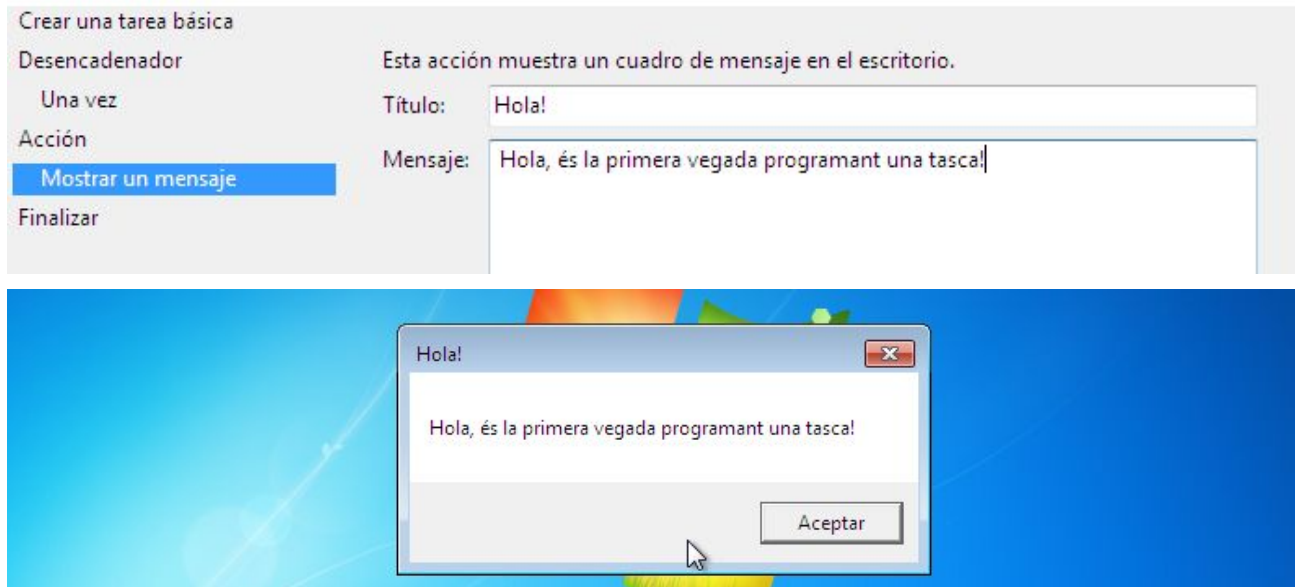 Crear una tarea básica
Desencadenador
Esta acción muestra un cuadro de mensaje en el escritorio.
Una vez
Título: Hola!
Acción
Mensaje: Hola, és la primera vegada programant una tasca!
Mostrar un mensaje
Finalizar
Hola!
Hola, és la primera vegada programant una tasca!
Aceptar